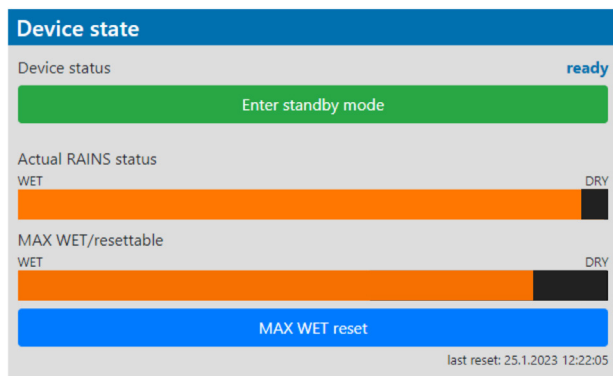 Device state
Device status ready
Enter standby mode
Actual RAINS status
WET DRY
MAX WET/resettable
WET DRY
MAX WET reset
last reset: 25.1.2023 12:22:05